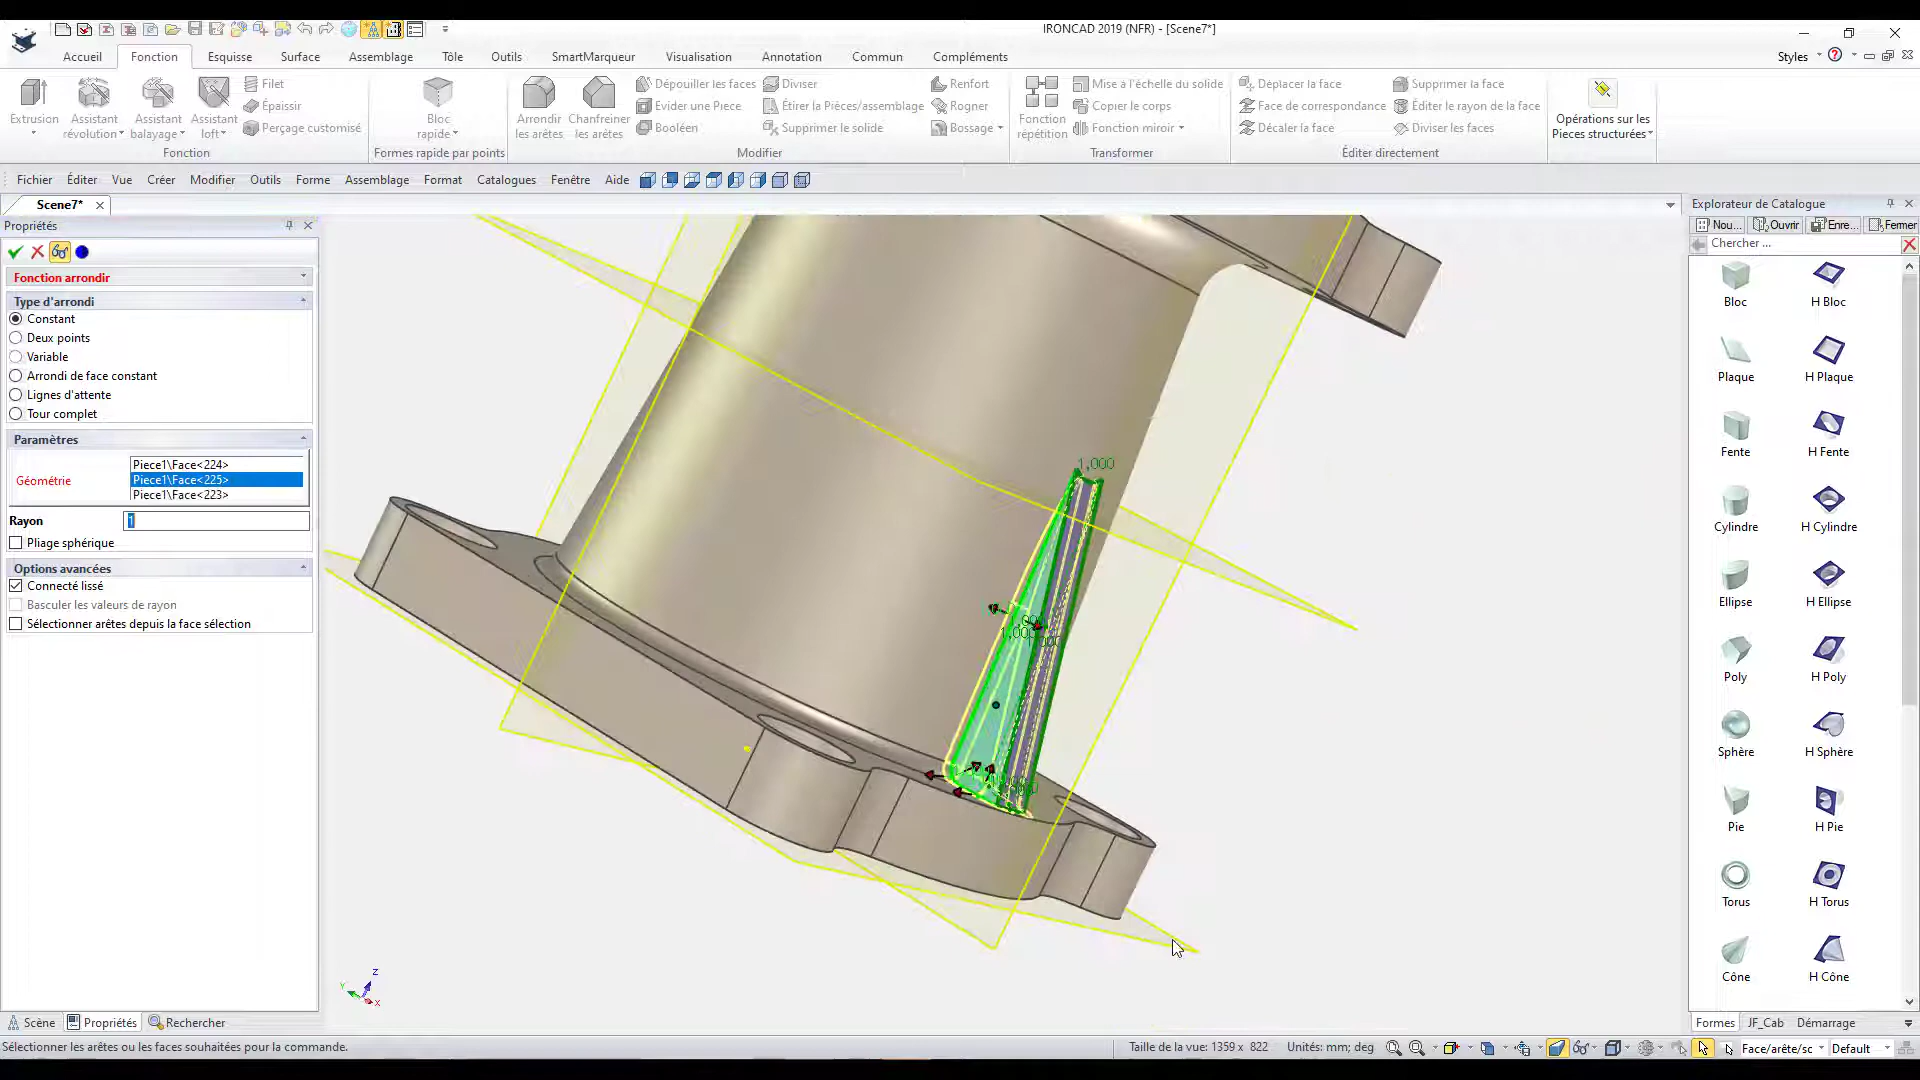 IRONCAD 2019 (NFR) - [Scene7*]
Accueil Fonction Esquisse Surface Assemblage Tôle Outils SmartMarqueur Visualisation Annotation Commun Compléments Styles
Extrusion
Assistant révolution
Assistant balayage
Assistant loft
Filet
Épaissir
Perçage customisé
Fonction
Bloc rapide
Formes rapide par points
Arrondir les arêtes
Chanfreiner les arêtes
Dépouiller les faces
Evider une Pièce
Booléen
Diviser
Étirer la Pièces/assemblage
Supprimer le solide
Renfort
Rogner
Bossage
Modifier
Fonction répétition
Mise a l'échelle du solide
Copier le corps
Fonction miroir
Transformer
Déplacer la face
Face de correspondance
Décaler la face
Supprimer la face
Éditer le rayon de la face
Diviser les faces
Éditer directement
Opérations sur les Pieces structurées
Fichier Éditer Vue Créer Modifier Outils Forme Assemblage Format Catalogues Fenêtre Aide
Scene7*
Propriétés
Fonction arrondir
Type d'arrondi
Constant
Deux points
Variable
Arrondi de face constant
Lignes d'attente
Tour complet
Paramètres
Géométrie
Piece1\Face<224>
Piece1\Face<225>
Piece1\Face<223>
Rayon 1
Pliage sphérique
Options avancées
Connecté lissé
Basculer les valeurs de rayon
Sélectionner arêtes depuis la face sélection
1,000
Z
Y
X
Explorateur de Catalogue
Nou... Ouvrir Enre... Fermer
Chercher ...
Bloc H Bloc
Plaque H Plaque
Fente H Fente
Cylindre H Cylindre
Ellipse H Ellipse
Poly H Poly
Sphère H Sphère
Pie H Pie
Torus H Torus
Cône H Cône
Scène Propriétés Rechercher
Formes JF_Cab Démarrage
Sélectionner les arêtes ou les faces souhaitées pour la commande.
Taille de la vue: 1359 x 822 Unités: mm; deg Face/arête/sc Default